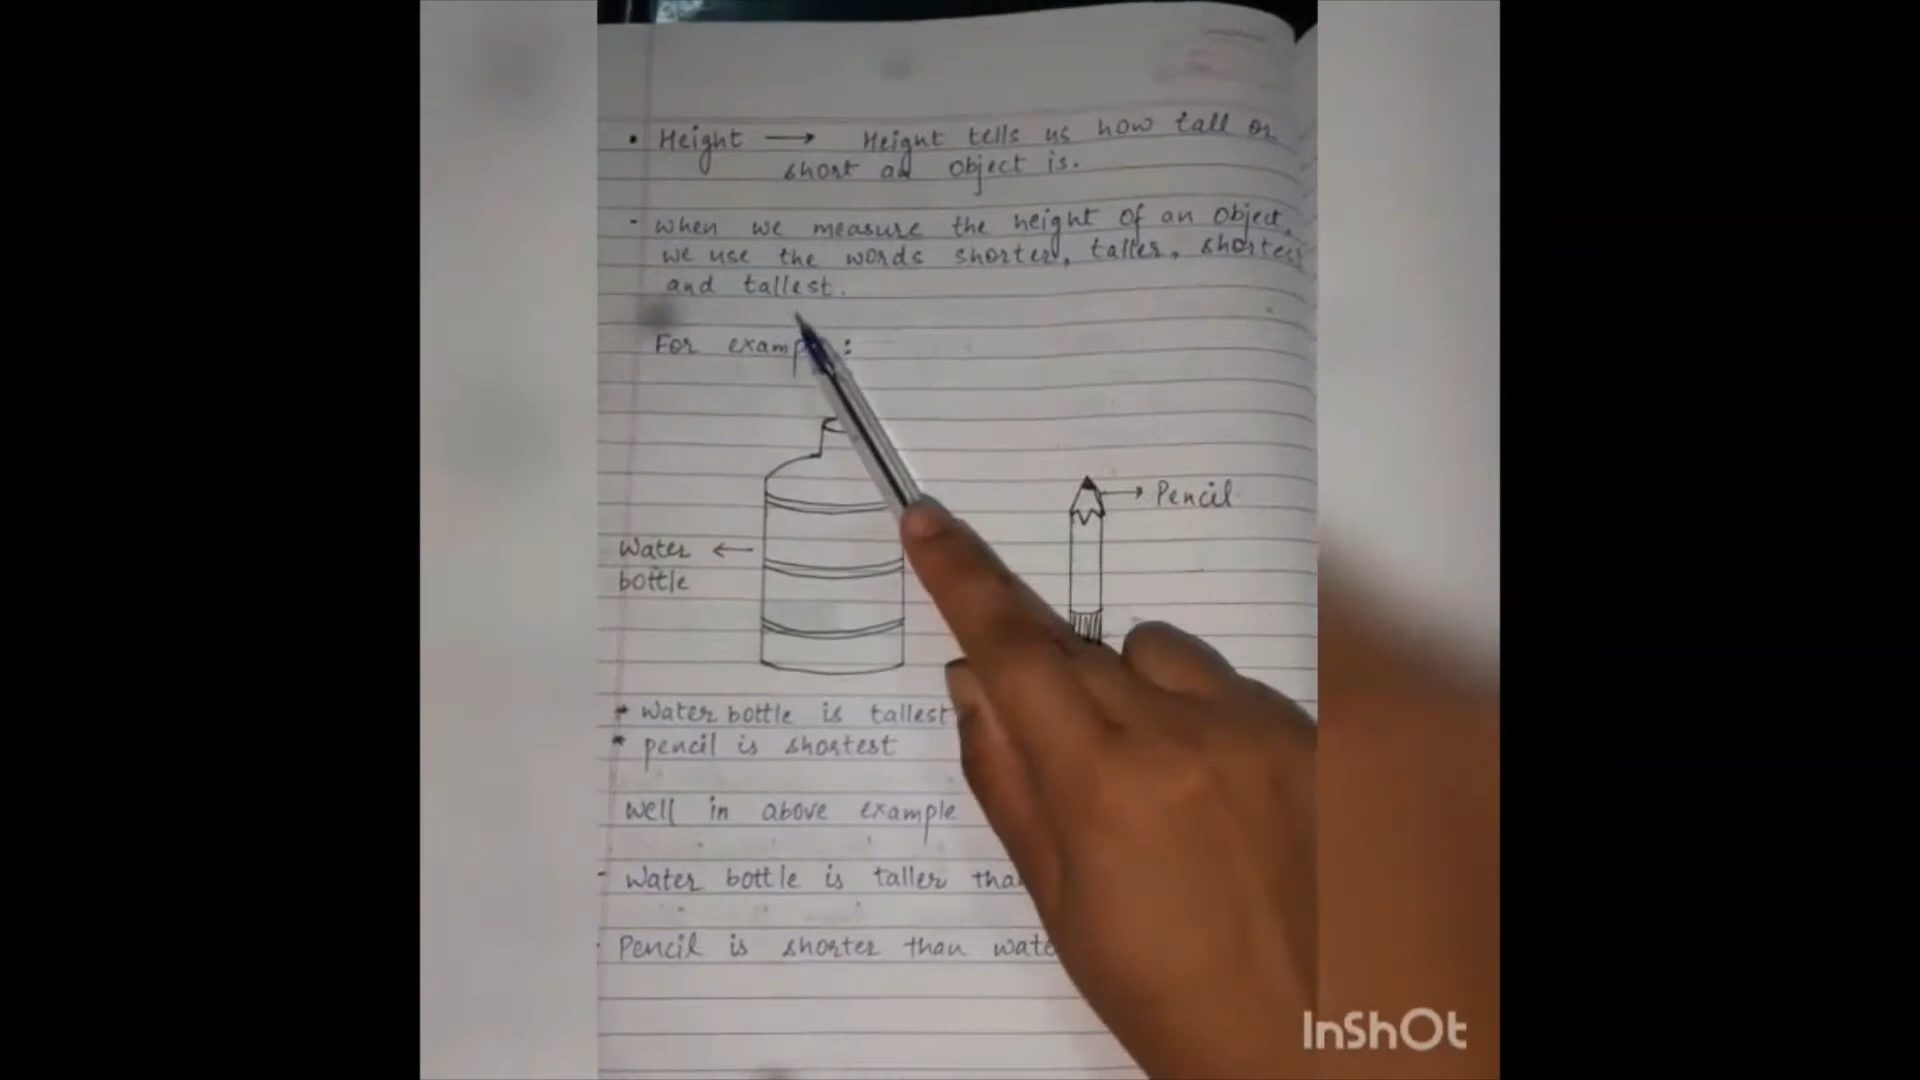 • Height → Height tells us how tall or
short an object is.
- When we measure the height of an object,
we use the words shorter, taller, shortest
and tallest.
For example :
→ Pencil
Water ←
bottle
* Water bottle is tallest
* pencil is shortest
Well in above example
- Water bottle is taller
- Pencil is shorter than
InShOt